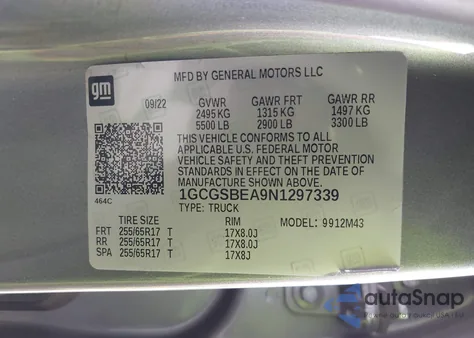 MFD BY GENERAL MOTORS LLC
gm
09/22 GVWR GAWR FRT GAWR RR
2495 KG 1315 KG 1497 KG
5500 LB 2900 LB 3300 LB
THIS VEHICLE CONFORMS TO ALL
APPLICABLE U.S. FEDERAL MOTOR
VEHICLE SAFETY AND THEFT PREVENTION
STANDARDS IN EFFECT ON THE DATE OF
MANUFACTURE SHOWN ABOVE.
464C
1GCGSBEA9N1297339
TYPE: TRUCK
TIRE SIZE RIM MODEL: 9912M43
FRT 255/65R17 T 17X8.0J
RR 255/65R17 T 17X8.0J
SPA 255/65R17 T 17X8J
autaSnap